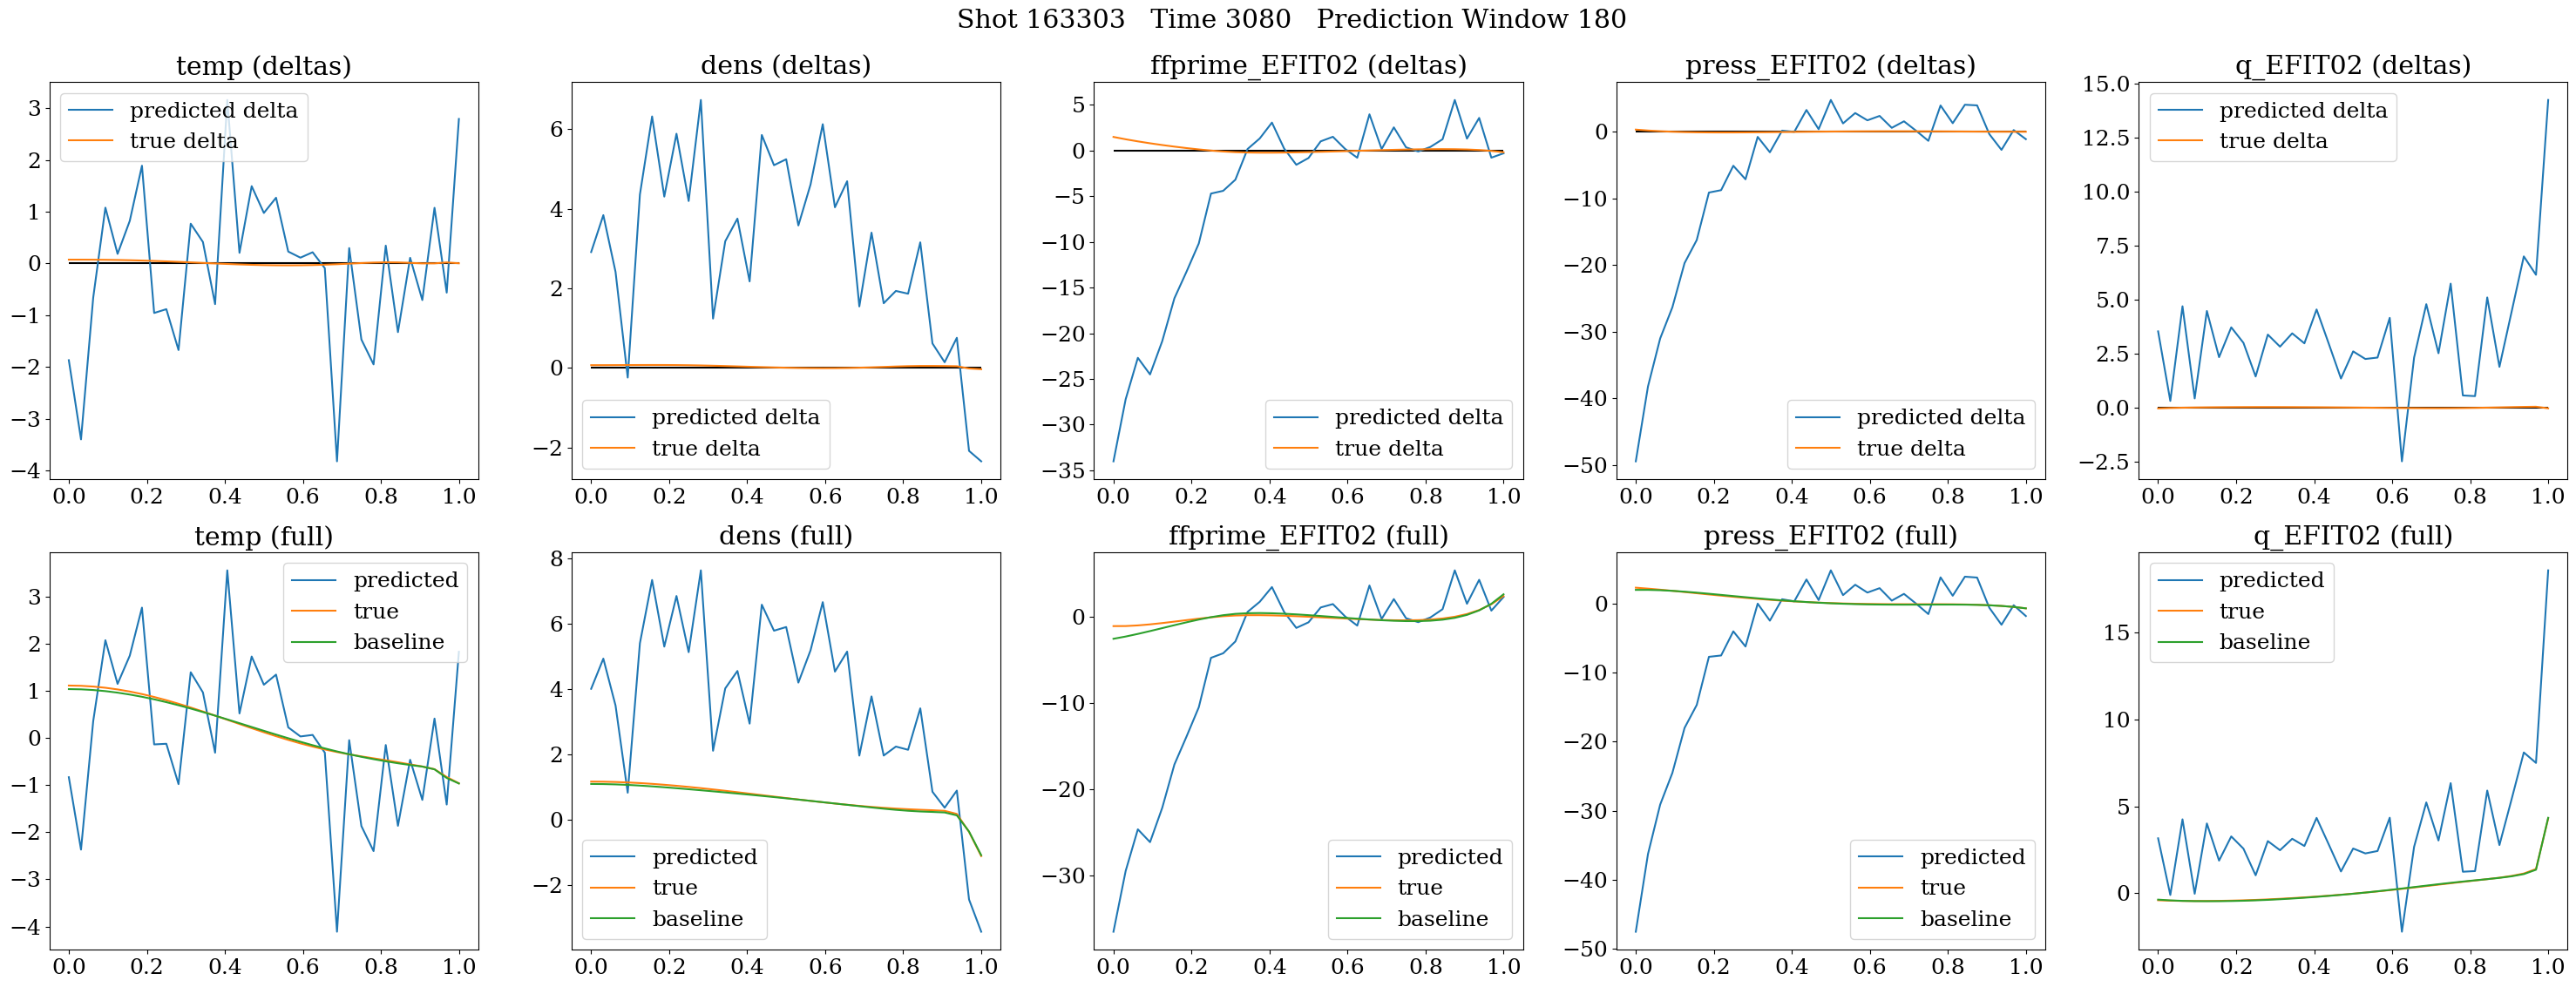 Shot 163303   Time 3080   Prediction Window 180
temp (deltas)
3
2
1
0
−1
−2
−3
−4
0.0 0.2 0.4 0.6 0.8 1.0
predicted delta
true delta
dens (deltas)
6
4
2
0
−2
0.0 0.2 0.4 0.6 0.8 1.0
predicted delta
true delta
ffprime_EFIT02 (deltas)
5
0
−5
−10
−15
−20
−25
−30
−35
0.0 0.2 0.4 0.6 0.8 1.0
predicted delta
true delta
press_EFIT02 (deltas)
0
−10
−20
−30
−40
−50
0.0 0.2 0.4 0.6 0.8 1.0
predicted delta
true delta
q_EFIT02 (deltas)
15.0
12.5
10.0
7.5
5.0
2.5
0.0
−2.5
0.0 0.2 0.4 0.6 0.8 1.0
predicted delta
true delta
temp (full)
3
2
1
0
−1
−2
−3
−4
0.0 0.2 0.4 0.6 0.8 1.0
predicted
true
baseline
dens (full)
8
6
4
2
0
−2
0.0 0.2 0.4 0.6 0.8 1.0
predicted
true
baseline
ffprime_EFIT02 (full)
0
−10
−20
−30
0.0 0.2 0.4 0.6 0.8 1.0
predicted
true
baseline
press_EFIT02 (full)
0
−10
−20
−30
−40
−50
0.0 0.2 0.4 0.6 0.8 1.0
predicted
true
baseline
q_EFIT02 (full)
15
10
5
0
0.0 0.2 0.4 0.6 0.8 1.0
predicted
true
baseline